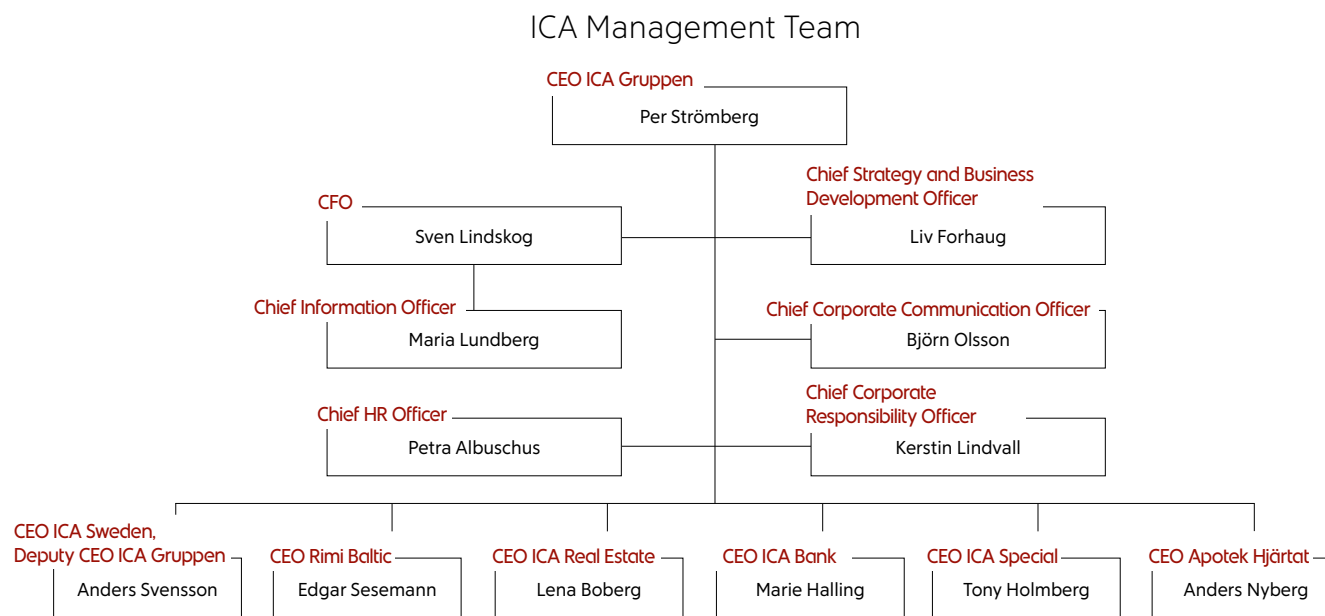 ICA Management Team
CEO ICA Gruppen
Per Strömberg
CFO
Sven Lindskog
Chief Strategy and Business
Development Officer
Liv Forhaug
Chief Information Officer
Maria Lundberg
Chief Corporate Communication Officer
Björn Olsson
Chief HR Officer
Petra Albuschus
Chief Corporate
Responsibility Officer
Kerstin Lindvall
CEO ICA Sweden,
Deputy CEO ICA Gruppen
Anders Svensson
CEO Rimi Baltic
Edgar Sesemann
CEO ICA Real Estate
Lena Boberg
CEO ICA Bank
Marie Halling
CEO ICA Special
Tony Holmberg
CEO Apotek Hjärtat
Anders Nyberg